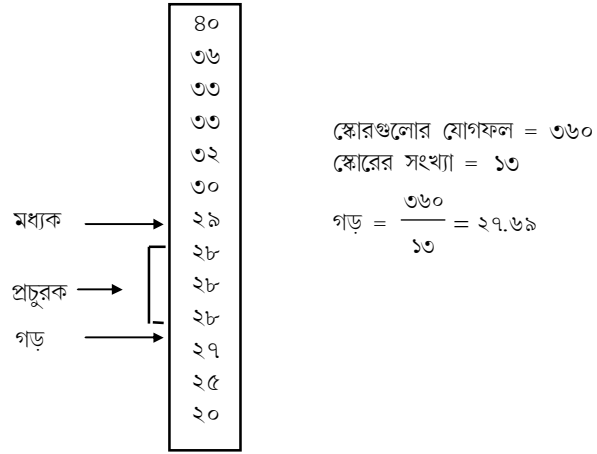 ৪০
৩৬
৩৩
৩৩
৩২
৩০
মধ্যক ২৯
২৮
প্রচুরক ২৮
২৮
গড় ২৭
২৫
২০
স্কোরগুলোর যোগফল = ৩৬০
স্কোরের সংখ্যা = ১৩
গড় = ৩৬০/১৩ = ২৭.৬৯